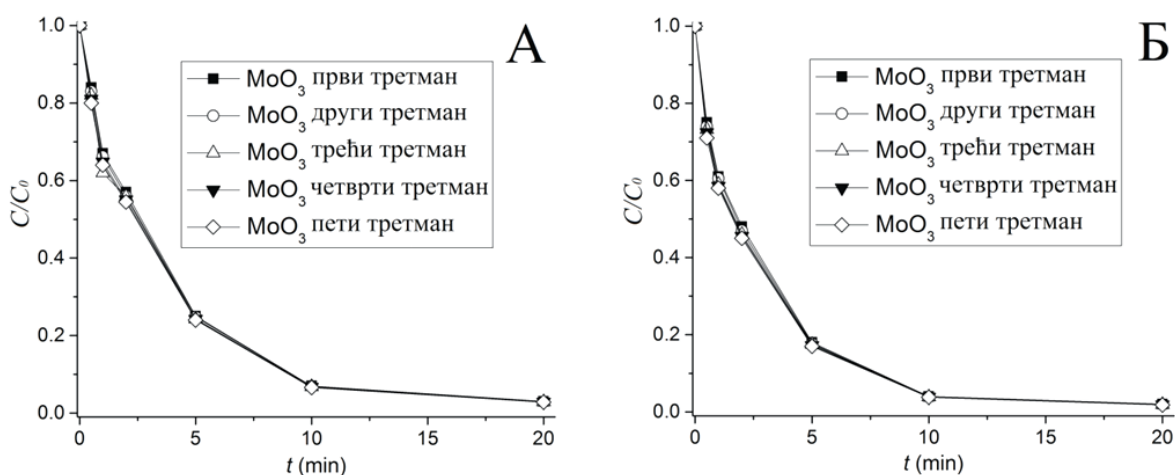 А
MoO₃ први третман
MoO₃ други третман
MoO₃ трећи третман
MoO₃ четврти третман
MoO₃ пети третман
C/C₀
1.0
0.8
0.6
0.4
0.2
0.0
0
5
10
15
20
t (min)
Б
MoO₃ први третман
MoO₃ други третман
MoO₃ трећи третман
MoO₃ четврти третман
MoO₃ пети третман
C/C₀
1.0
0.8
0.6
0.4
0.2
0.0
0
5
10
15
20
t (min)